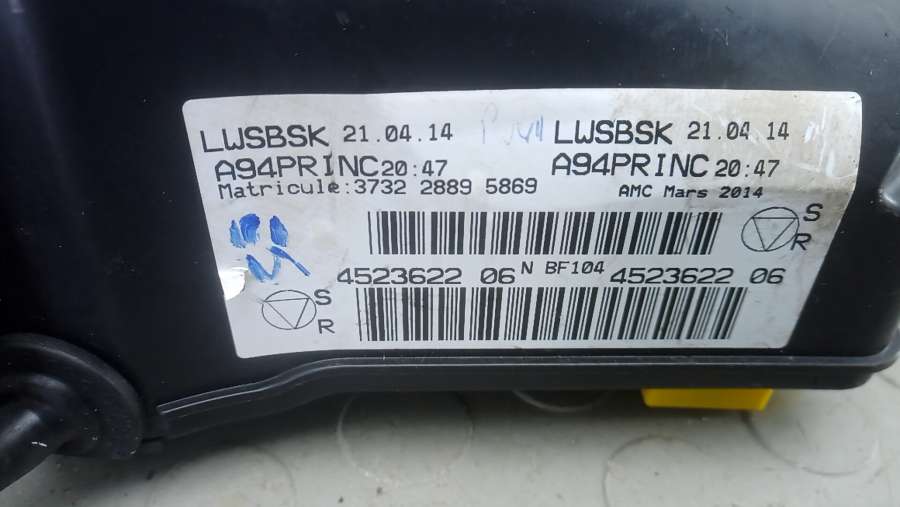 LWSBSK 21.04.14 LWSBSK 21.04.14
A94PRINC 20:47 A94PRINC 20:47
Matricule:3732 2889 5869 AMC Mars 2014
S
R
4523622 06 N BF104 4523622 06
S
R